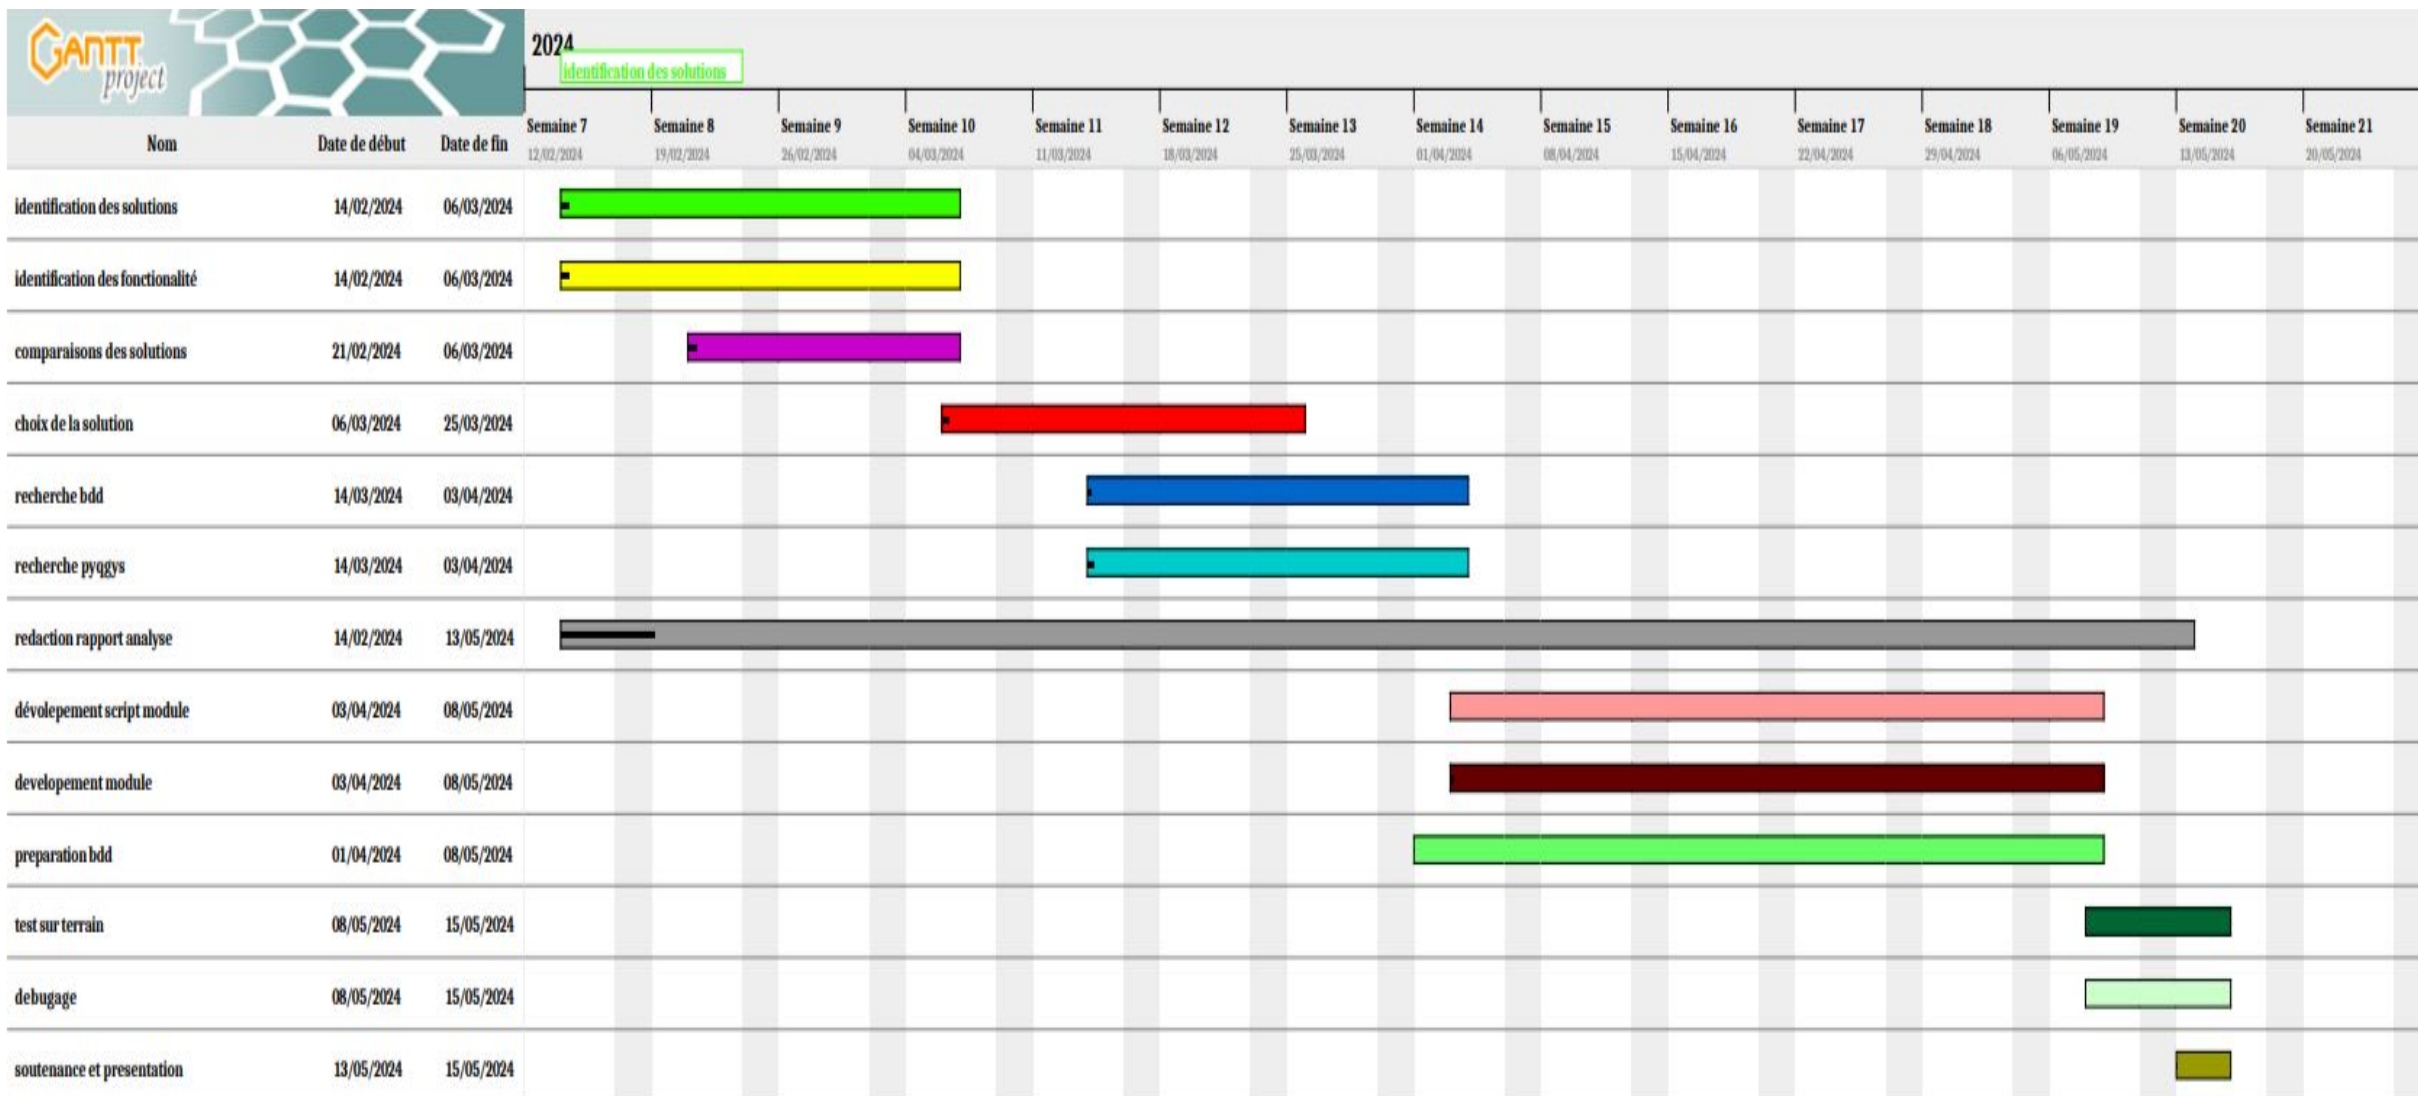 GANTT
project
2024
identification des solutions
Nom Date de début Date de fin
Semaine 7 Semaine 8 Semaine 9 Semaine 10 Semaine 11 Semaine 12 Semaine 13 Semaine 14 Semaine 15 Semaine 16 Semaine 17 Semaine 18 Semaine 19 Semaine 20 Semaine 21
12/02/2024 19/02/2024 26/02/2024 04/03/2024 11/03/2024 18/03/2024 25/03/2024 01/04/2024 08/04/2024 15/04/2024 22/04/2024 29/04/2024 06/05/2024 13/05/2024 20/05/2024
identification des solutions 14/02/2024 06/03/2024
identification des fonctionalité 14/02/2024 06/03/2024
comparaisons des solutions 21/02/2024 06/03/2024
choix de la solution 06/03/2024 25/03/2024
recherche bdd 14/03/2024 03/04/2024
recherche pyqgys 14/03/2024 03/04/2024
redaction rapport analyse 14/02/2024 13/05/2024
dévolepement script module 03/04/2024 08/05/2024
developement module 03/04/2024 08/05/2024
preparation bdd 01/04/2024 08/05/2024
test sur terrain 08/05/2024 15/05/2024
debugage 08/05/2024 15/05/2024
soutenance et presentation 13/05/2024 15/05/2024